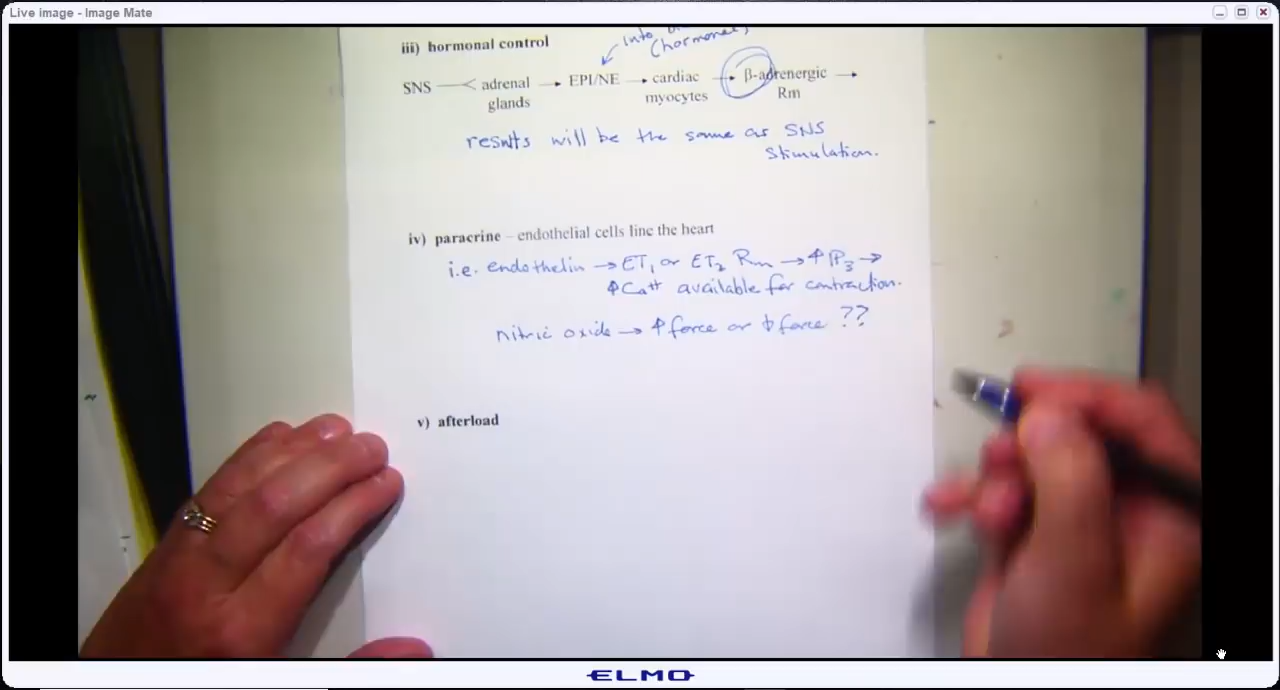 Live image - Image Mate
iii) hormonal control
into
(hormones)
SNS adrenal glands → EPI/NE → cardiac myocytes → β-adrenergic Rm →
results will be the same as SNS
stimulation.
iv) paracrine – endothelial cells line the heart
i.e. endothelin → ET1 or ET2 Rm → ↑ IP3 →
↑Ca++ available for contraction.
nitric oxide → ↑ force or ↓ force ??
v) afterload
ELMO